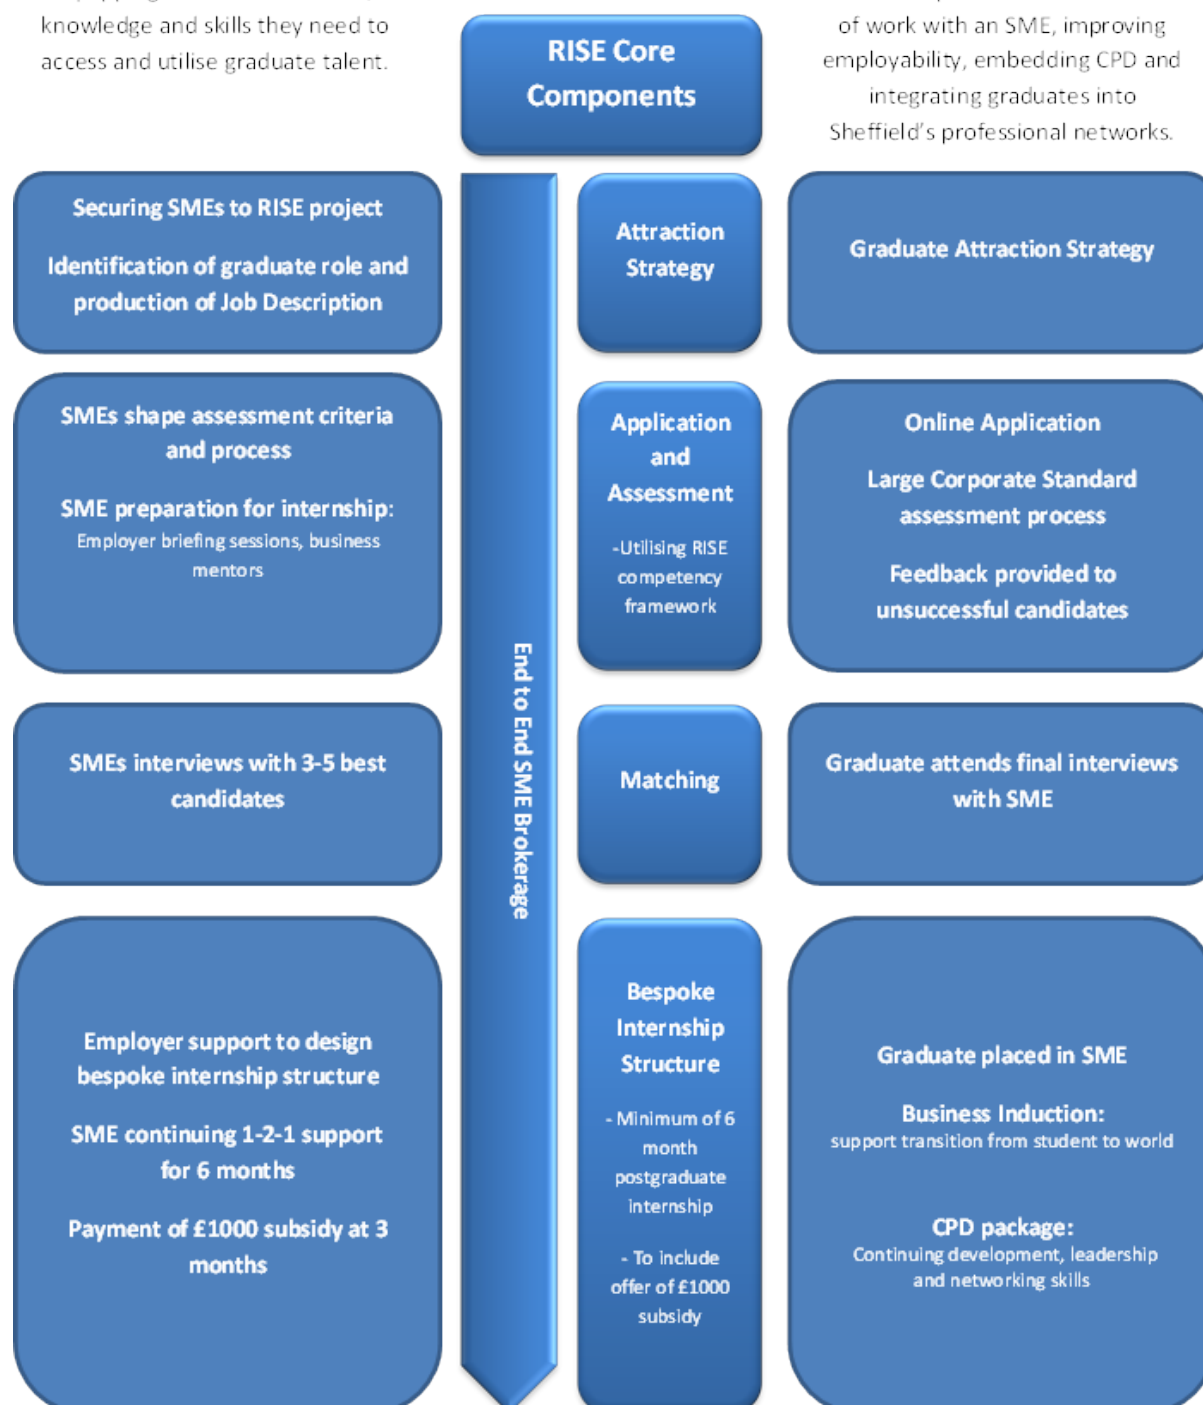 knowledge and skills they need to
access and utilise graduate talent.
RISE Core
Components
of work with an SME, improving
employability, embedding CPD and
integrating graduates into
Sheffield's professional networks.
Securing SMEs to RISE project
Identification of graduate role and
production of Job Description
Attraction
Strategy
Graduate Attraction Strategy
SMEs shape assessment criteria
and process
SME preparation for internship:
Employer briefing sessions, business
mentors
Application
and
Assessment
-Utilising RISE
competency
framework
Online Application
Large Corporate Standard
assessment process
Feedback provided to
unsuccessful candidates
End to End SME Brokerage
SMEs interviews with 3-5 best
candidates
Matching
Graduate attends final interviews
with SME
Employer support to design
bespoke internship structure
SME continuing 1-2-1 support
for 6 months
Payment of £1000 subsidy at 3
months
Bespoke
Internship
Structure
- Minimum of 6
month
postgraduate
internship
- To include
offer of £1000
subsidy
Graduate placed in SME
Business Induction:
support transition from student to world
CPD package:
Continuing development, leadership
and networking skills